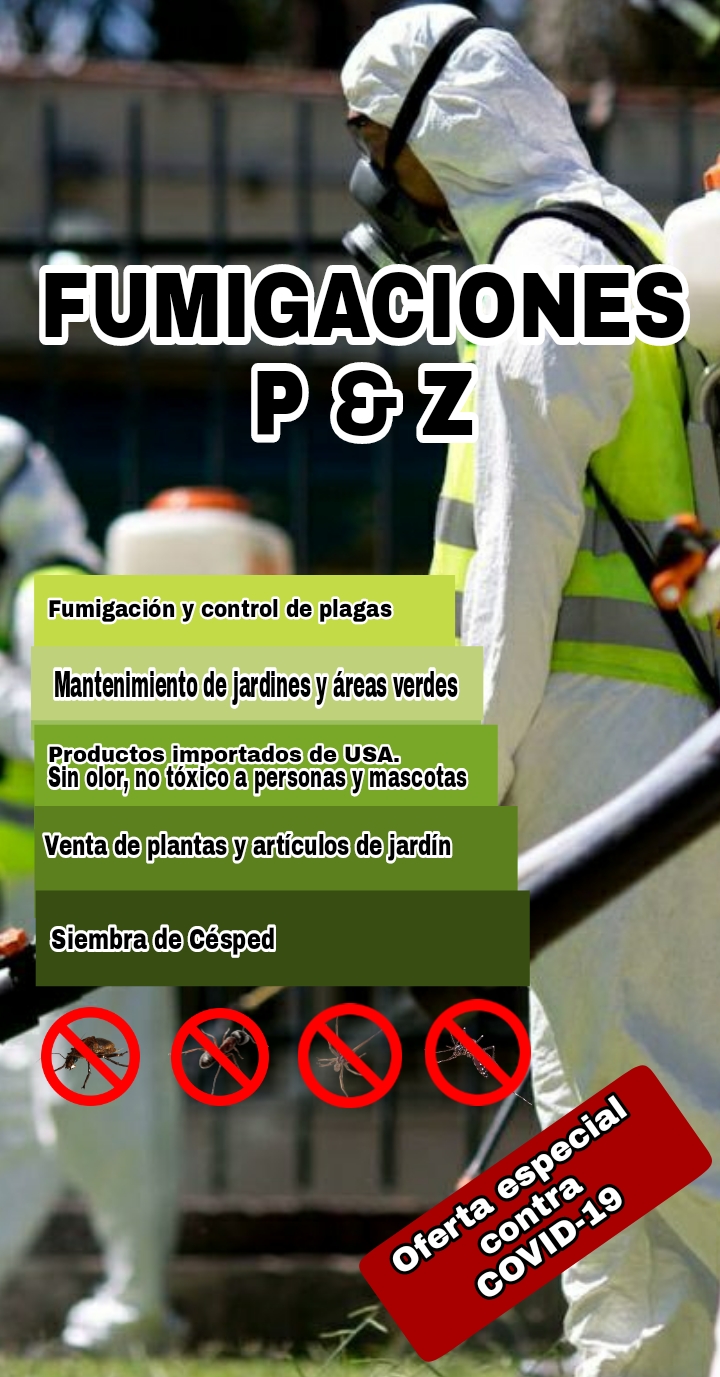 FUMIGACIONES
P & Z
Fumigación y control de plagas
Mantenimiento de jardines y áreas verdes
Productos importados de USA.
Sin olor, no tóxico a personas y mascotas
Venta de plantas y artículos de jardín
Siembra de Césped
Oferta especial
contra
COVID-19